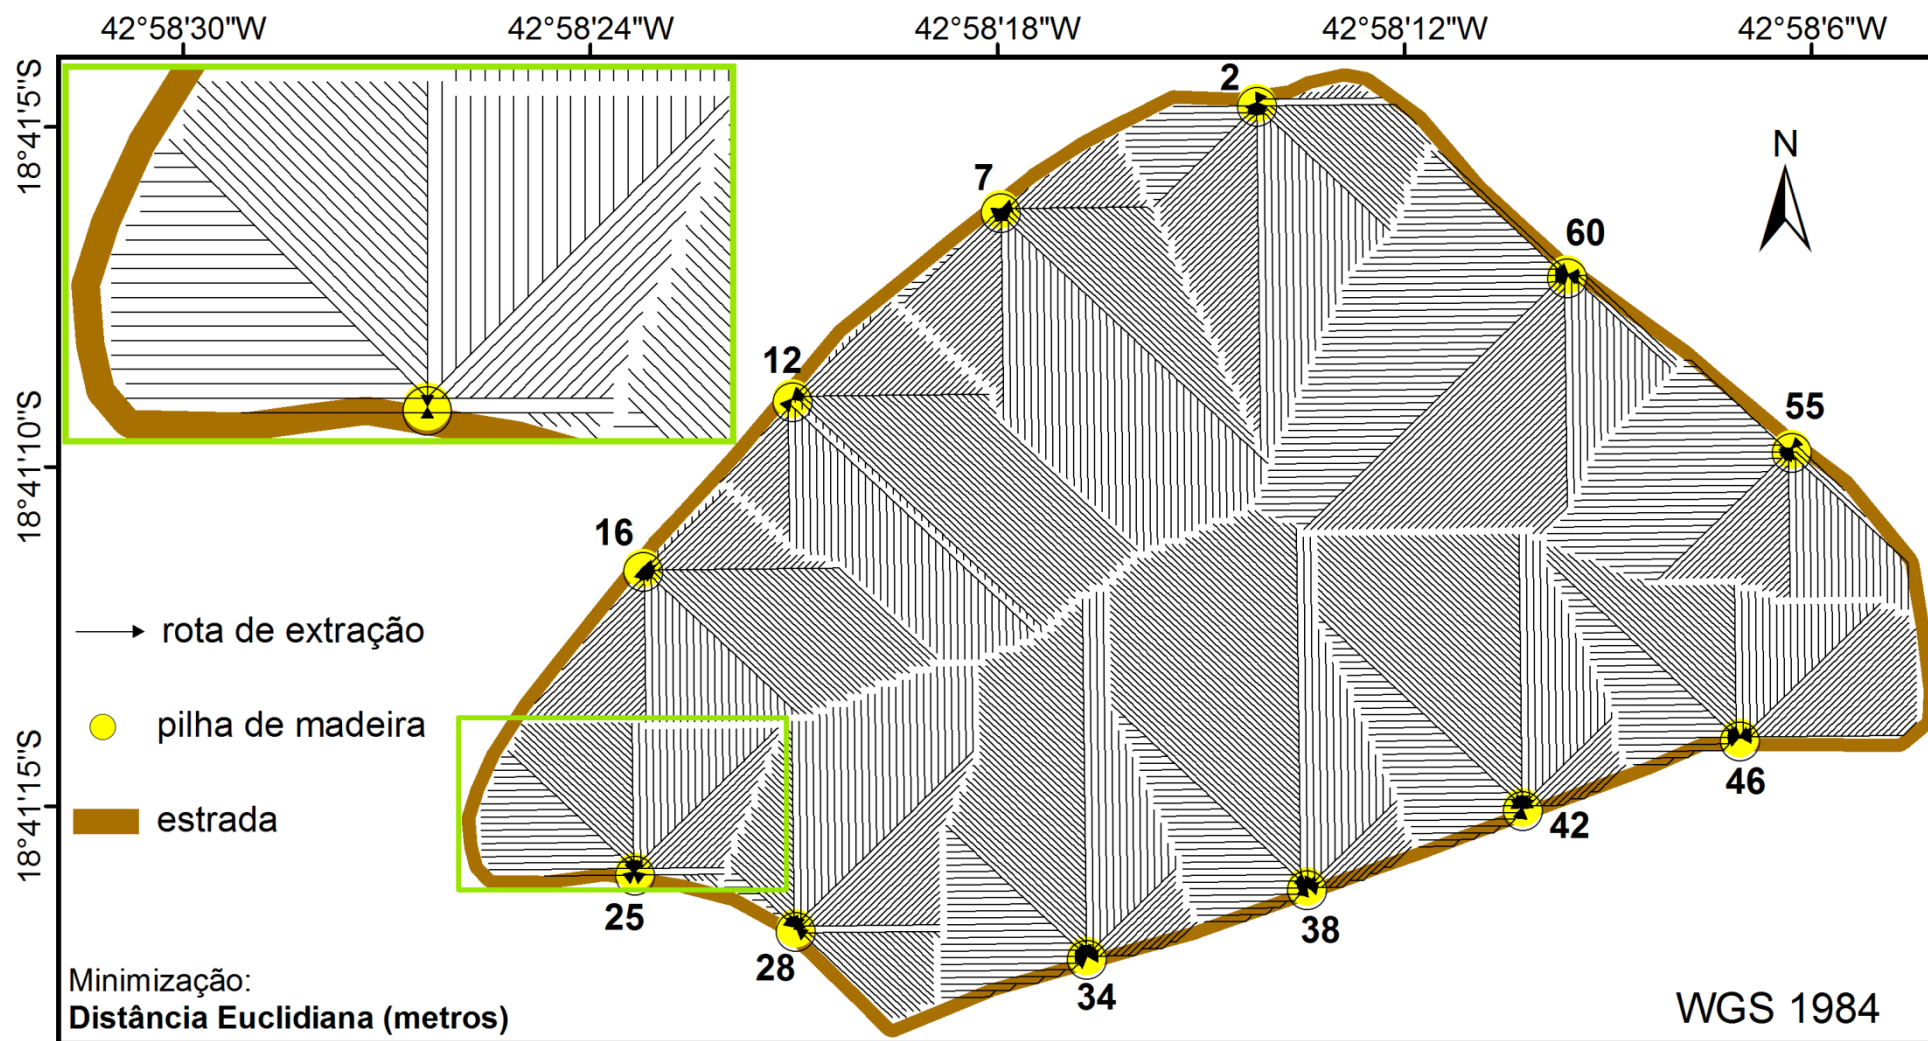 42°58'30"W 42°58'24"W 42°58'18"W 42°58'12"W 42°58'6"W
18°41'5"S
18°41'10"S
18°41'15"S
2
7
60
N
12
55
16
rota de extração
pilha de madeira
estrada
46
42
25
38
28
34
Minimização:
Distância Euclidiana (metros)
WGS 1984